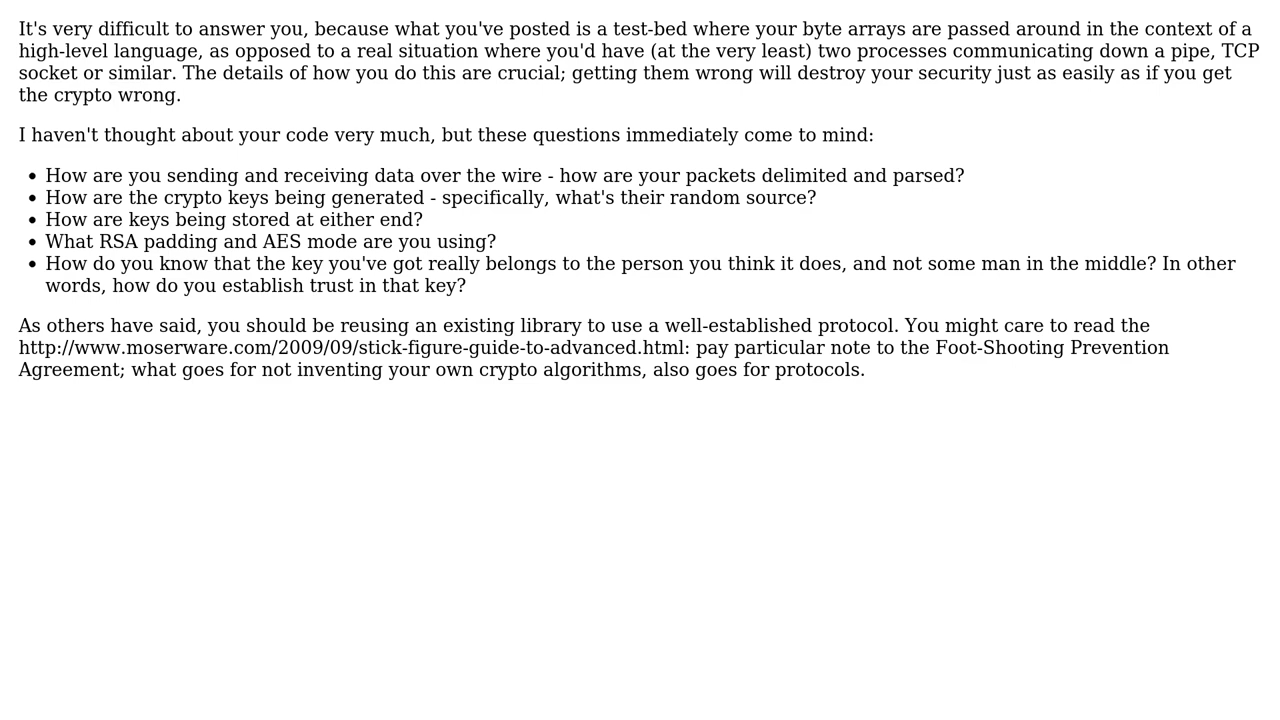 It's very difficult to answer you, because what you've posted is a test-bed where your byte arrays are passed around in the context of a
high-level language, as opposed to a real situation where you'd have (at the very least) two processes communicating down a pipe, TCP
socket or similar. The details of how you do this are crucial; getting them wrong will destroy your security just as easily as if you get
the crypto wrong.
I haven't thought about your code very much, but these questions immediately come to mind:
• How are you sending and receiving data over the wire - how are your packets delimited and parsed?
• How are the crypto keys being generated - specifically, what's their random source?
• How are keys being stored at either end?
• What RSA padding and AES mode are you using?
• How do you know that the key you've got really belongs to the person you think it does, and not some man in the middle? In other
words, how do you establish trust in that key?
As others have said, you should be reusing an existing library to use a well-established protocol. You might care to read the
http://www.moserware.com/2009/09/stick-figure-guide-to-advanced.html: pay particular note to the Foot-Shooting Prevention
Agreement; what goes for not inventing your own crypto algorithms, also goes for protocols.